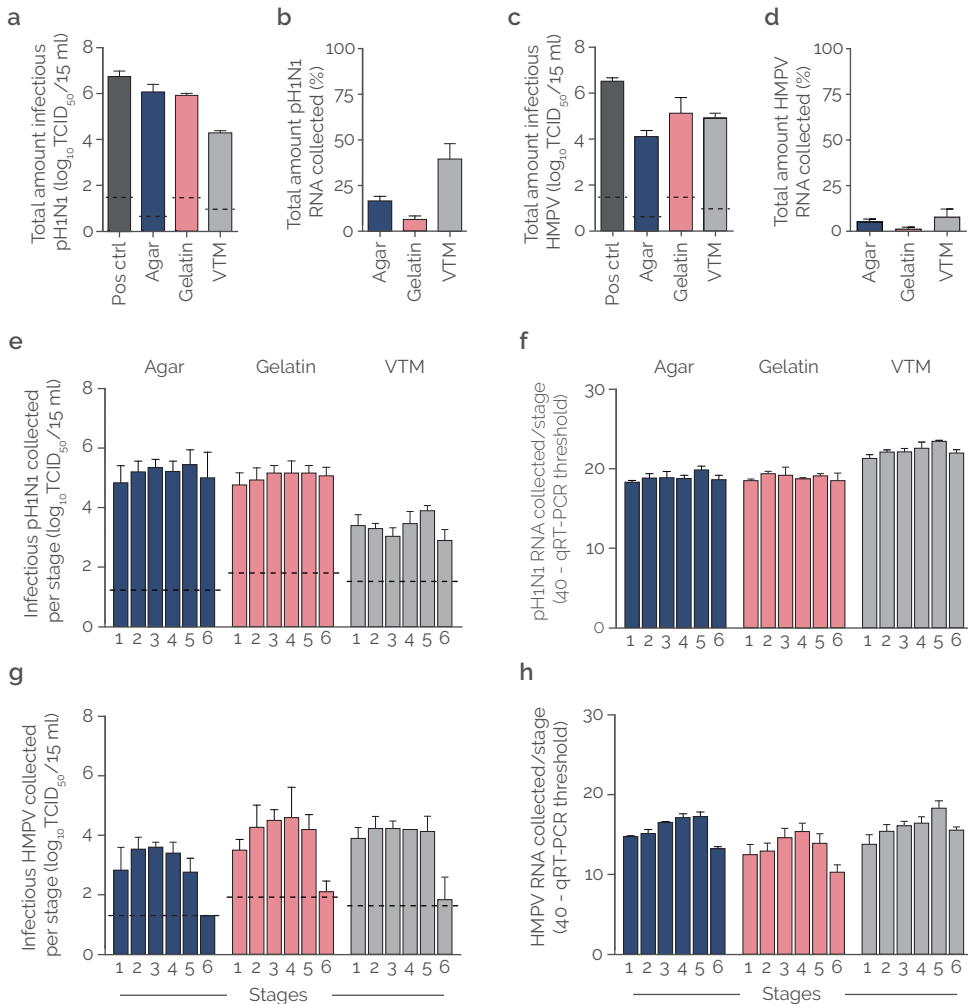 a
b
c
d
Total amount infectious
pH1N1 (log₁₀TCID₅₀/15 ml)
8
6
4
2
0
Pos ctrl
Agar
Gelatin
VTM
Total amount pH1N1
RNA collected (%)
100
75
50
25
0
Agar
Gelatin
VTM
Total amount infectious
HMPV (log₁₀TCID₅₀/15 ml)
8
6
4
2
0
Pos ctrl
Agar
Gelatin
VTM
Total amount HMPV
RNA collected (%)
100
75
50
25
0
Agar
Gelatin
VTM
e
Agar Gelatin VTM
Infectious pH1N1 collected
per stage (log₁₀TCID₅₀/15 ml)
8
6
4
2
0
1 2 3 4 5 6 1 2 3 4 5 6 1 2 3 4 5 6
f
Agar Gelatin VTM
pH1N1 RNA collected/stage
(40 - qRT-PCR threshold)
30
20
10
0
1 2 3 4 5 6 1 2 3 4 5 6 1 2 3 4 5 6
g
Infectious HMPV collected
per stage (log₁₀TCID₅₀/15 ml)
8
6
4
2
0
1 2 3 4 5 6 1 2 3 4 5 6 1 2 3 4 5 6
Stages
h
HMPV RNA collected/stage
(40 - qRT-PCR threshold)
30
20
10
0
1 2 3 4 5 6 1 2 3 4 5 6 1 2 3 4 5 6
Stages